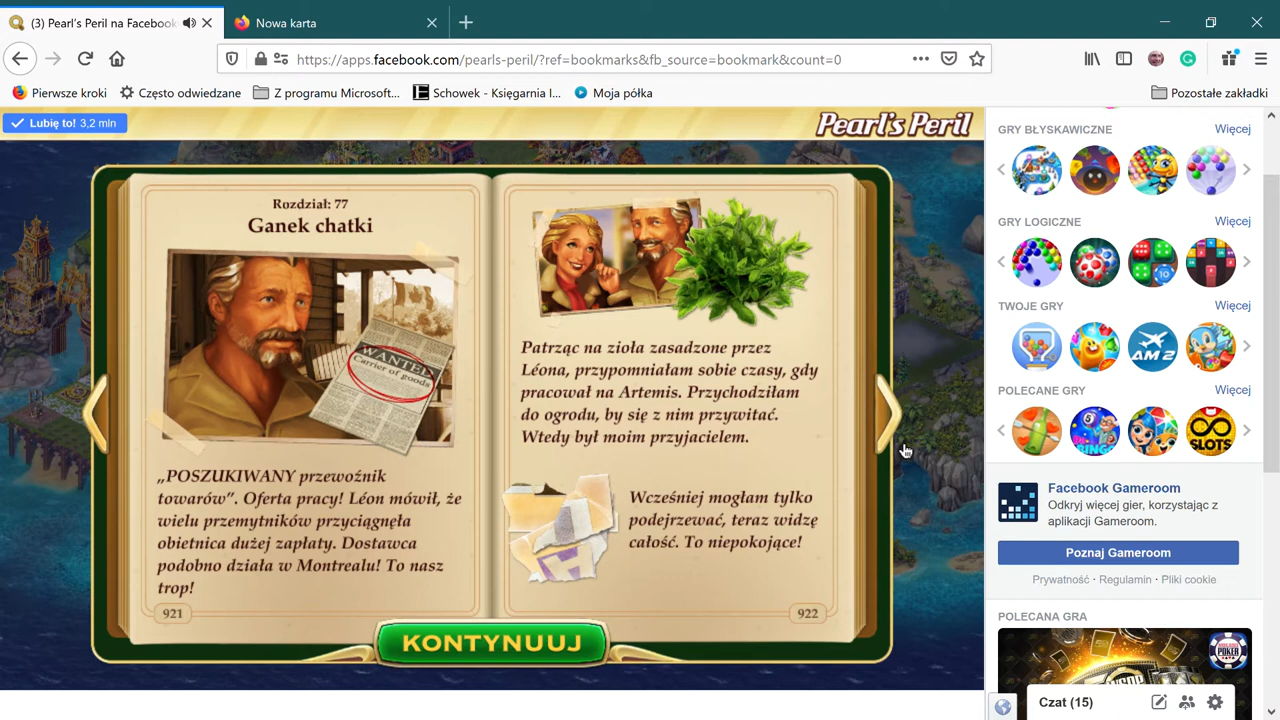 (3) Pearl's Peril na Facebook
Nowa karta
https://apps.facebook.com/pearls-peril/?ref=bookmarks&fb_source=bookmark&count=0
Pierwsze kroki
Często odwiedzane
Z programu Microsoft...
Schowek - Księgarnia I...
Moja półka
Pozostałe zakładki
Lubię to! 3,2 mln
Pearl's Peril
Rozdział: 77
Ganek chatki
WANTED
Carrier of goods
„POSZUKIWANY przewoźnik
towarów”. Oferta pracy! Léon mówił, że
wielu przemytników przyciągnęła
obietnica dużej zapłaty. Dostawca
podobno działa w Montrealu! To nasz
trop!
921
Patrząc na zioła zasadzone przez
Léona, przypomniałam sobie czasy, gdy
pracował na Artemis. Przychodziłam
do ogrodu, by się z nim przywitać.
Wtedy był moim przyjacielem.
Wcześniej mogłam tylko
podejrzewać, teraz widzę
całość. To niepokojące!
922
KONTYNUUJ
GRY BŁYSKAWICZNE
Więcej
GRY LOGICZNE
Więcej
10
TWOJE GRY
Więcej
AM 2
POLECANE GRY
Więcej
5
BINGO
SLOTS
Facebook Gameroom
Odkryj więcej gier, korzystając z
aplikacji Gameroom.
Poznaj Gameroom
Prywatność · Regulamin · Pliki cookie
POLECANA GRA
POKER
Czat (15)